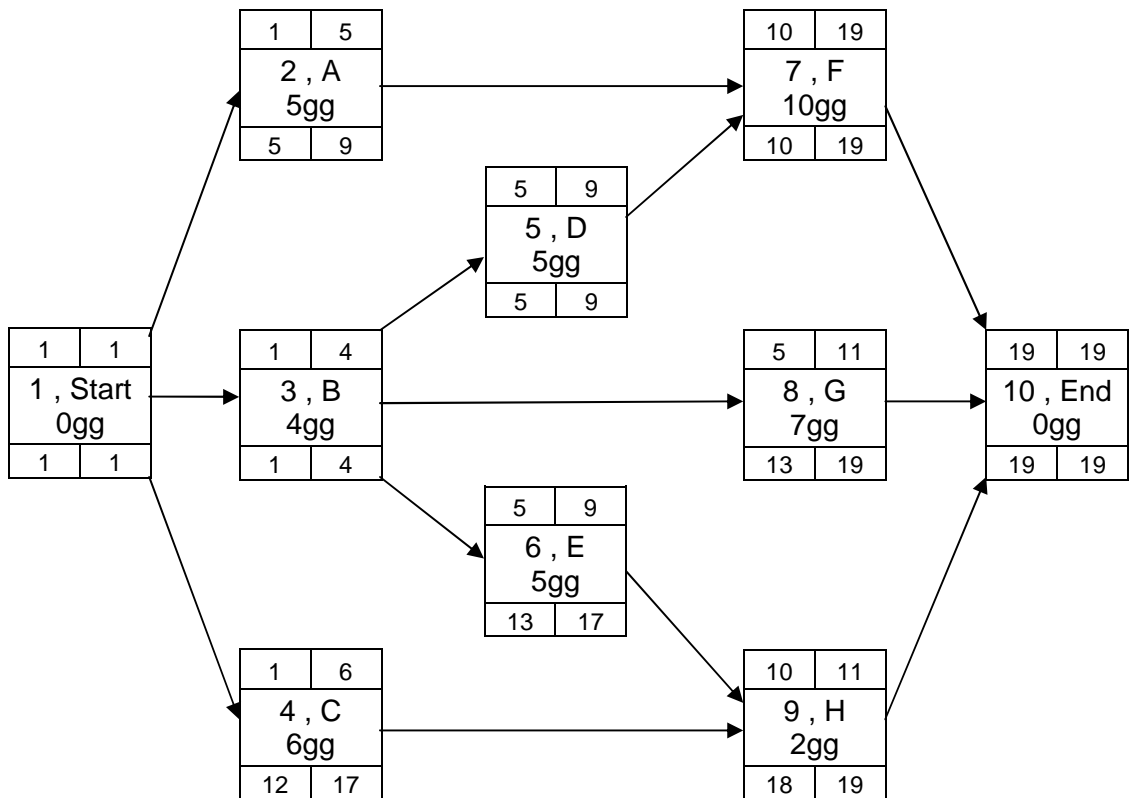 1 5
2 , A
5gg
5 9
10 19
7 , F
10gg
10 19
5 9
5 , D
5gg
5 9
1 1
1 , Start
0gg
1 1
1 4
3 , B
4gg
1 4
5 11
8 , G
7gg
13 19
19 19
10 , End
0gg
19 19
5 9
6 , E
5gg
13 17
1 6
4 , C
6gg
12 17
10 11
9 , H
2gg
18 19